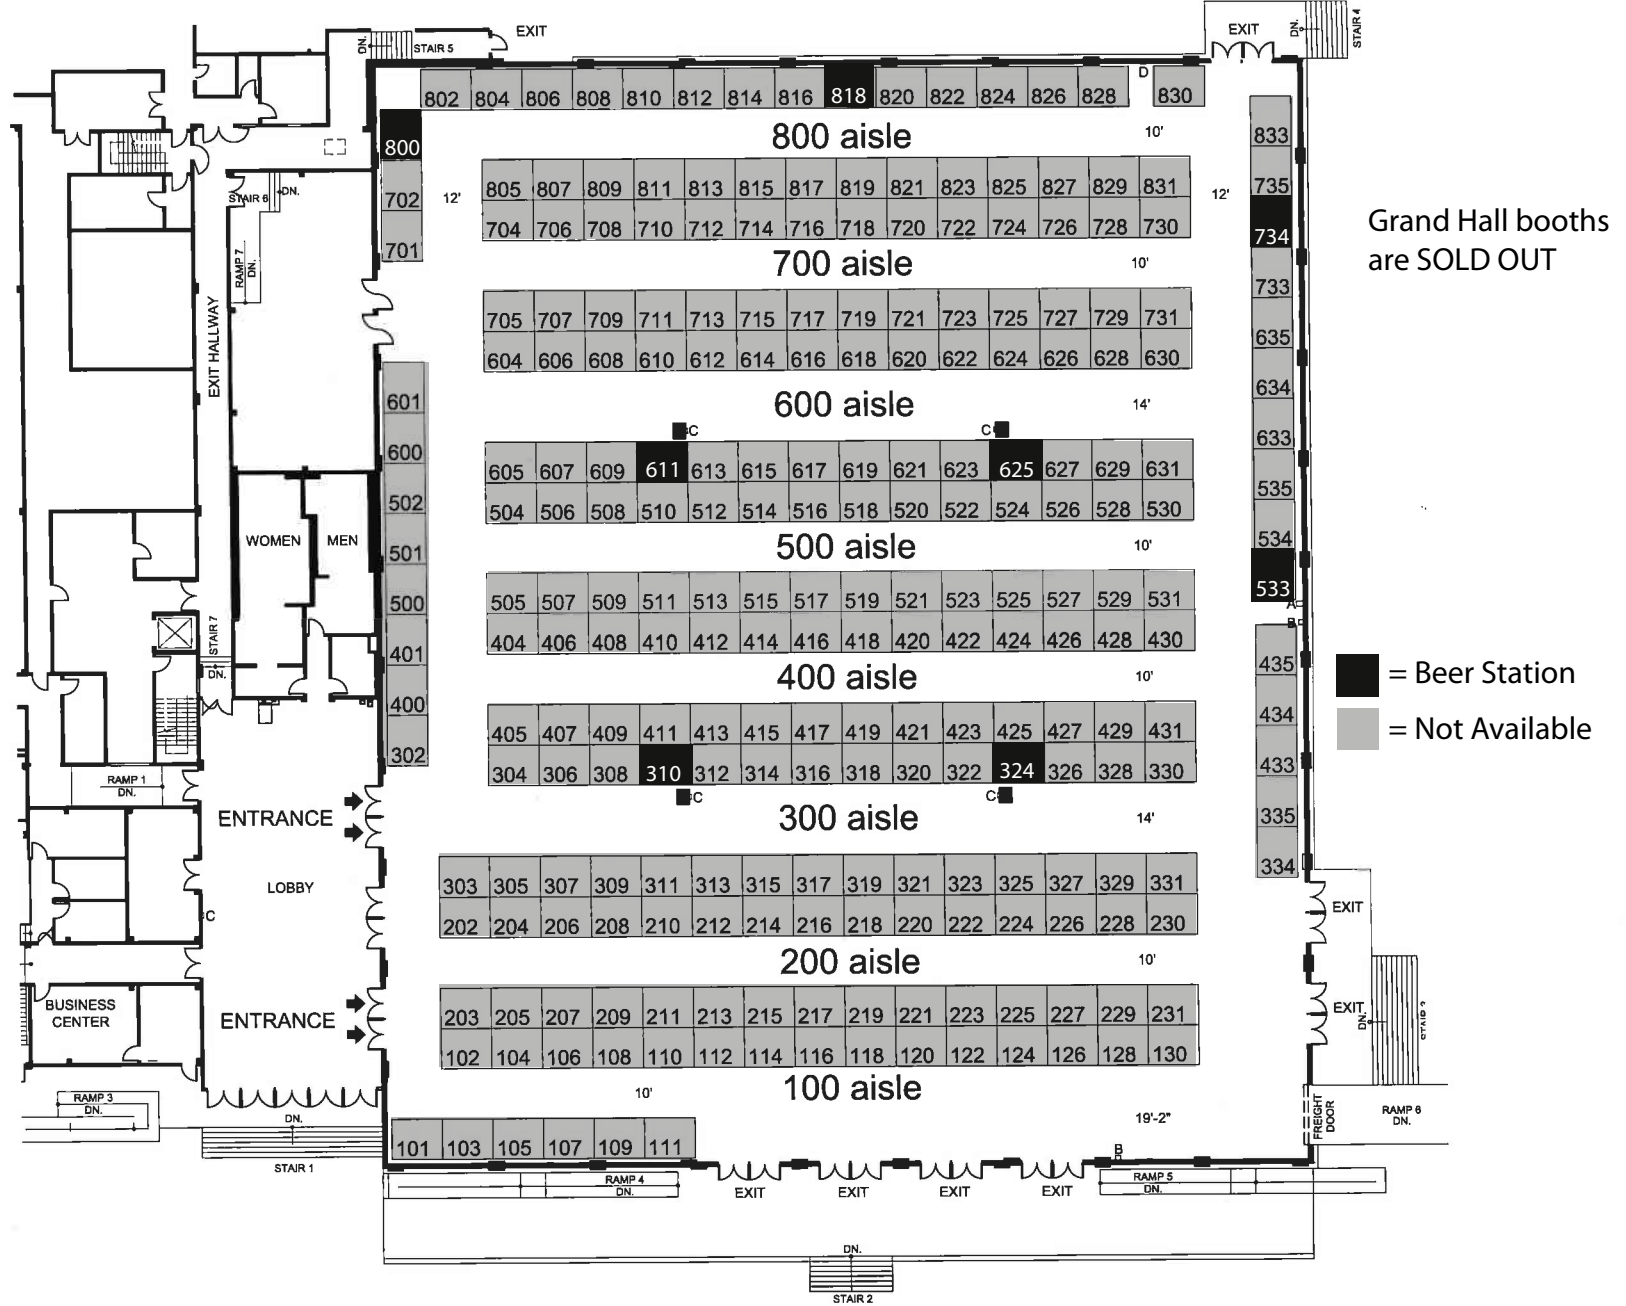 EXIT
EXIT
DN.
STAIR 4
DN.
STAIR 5
D
802 804 806 808 810 812 814 816 818 820 822 824 826 828 830
800 aisle
10'
833
800
735
702
12'
805 807 809 811 813 815 817 819 821 823 825 827 829 831
12'
STAIR 6
DN.
704 706 708 710 712 714 716 718 720 722 724 726 728 730
734
Grand Hall booths
are SOLD OUT
701
700 aisle
10'
RAMP 7
DN.
733
705 707 709 711 713 715 717 719 721 723 725 727 729 731
635
EXIT HALLWAY
604 606 608 610 612 614 616 618 620 622 624 626 628 630
634
601
600 aisle
14'
C
C
633
600
605 607 609 611 613 615 617 619 621 623 625 627 629 631
535
502
504 506 508 510 512 514 516 518 520 522 524 526 528 530
534
WOMEN
MEN
501
500 aisle
10'
533
500
505 507 509 511 513 515 517 519 521 523 525 527 529 531
A
B
STAIR 7
DN.
404 406 408 410 412 414 416 418 420 422 424 426 428 430
401
435
400 aisle
10'
= Beer Station
400
434
405 407 409 411 413 415 417 419 421 423 425 427 429 431
= Not Available
302
433
304 306 308 310 312 314 316 318 320 322 324 326 328 330
RAMP 1
DN.
C
C
ENTRANCE
300 aisle
14'
335
334
LOBBY
303 305 307 309 311 313 315 317 319 321 323 325 327 329 331
EXIT
C
202 204 206 208 210 212 214 216 218 220 222 224 226 228 230
200 aisle
10'
BUSINESS
CENTER
ENTRANCE
203 205 207 209 211 213 215 217 219 221 223 225 227 229 231
EXIT
DN.
102 104 106 108 110 112 114 116 118 120 122 124 126 128 130
100 aisle
10'
19'-2"
RAMP 3
DN.
DN.
FREIGHT
DOOR
RAMP 6
DN.
101 103 105 107 109 111
B
STAIR 1
RAMP 4
DN.
EXIT
EXIT
EXIT
EXIT
RAMP 5
DN.
DN.
STAIR 2